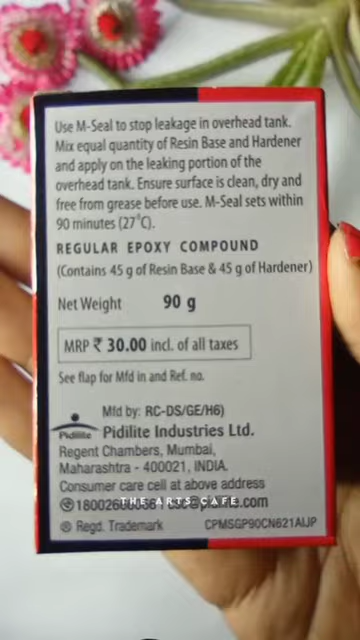 Use M-Seal to stop leakage in overhead tank.
Mix equal quantity of Resin Base and Hardener
and apply on the leaking portion of the
overhead tank. Ensure surface is clean, dry and
free from grease before use. M-Seal sets within
90 minutes (27°C).
REGULAR EPOXY COMPOUND
(Contains 45 g of Resin Base & 45 g of Hardener)
Net Weight 90 g
MRP ₹ 30.00 incl. of all taxes
See flap for Mfd in and Ref. no.
Mfd by: RC-DS/GE/H6)
Pidilite Pidilite Industries Ltd.
Regent Chambers, Mumbai,
Maharashtra - 400021, INDIA.
Consumer care cell at above address
THE ARTS CAFE
® Regd. Trademark CPMSGP90CN621AIJP